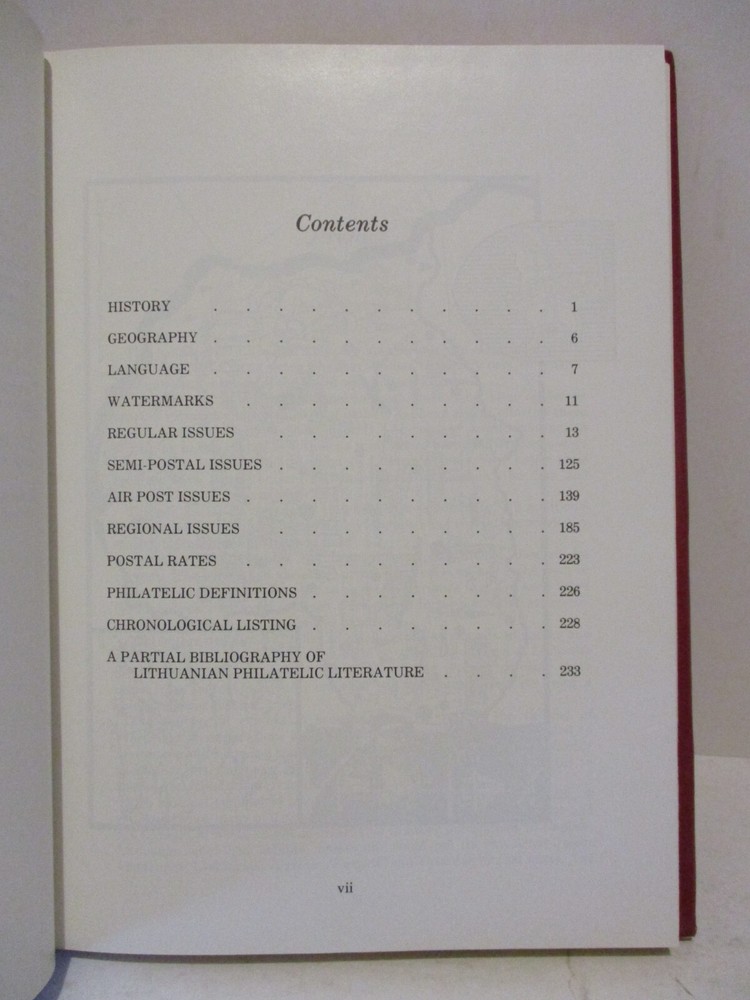 Contents
HISTORY . . . . . . . . . . . 1
GEOGRAPHY . . . . . . . . . . . 6
LANGUAGE . . . . . . . . . . . 7
WATERMARKS . . . . . . . . . . 11
REGULAR ISSUES . . . . . . . . . 13
SEMI-POSTAL ISSUES . . . . . . . . . 125
AIR POST ISSUES . . . . . . . . . . 139
REGIONAL ISSUES . . . . . . . . . 185
POSTAL RATES . . . . . . . . . . 223
PHILATELIC DEFINITIONS . . . . . . . . 226
CHRONOLOGICAL LISTING . . . . . . . . 228
A PARTIAL BIBLIOGRAPHY OF
LITHUANIAN PHILATELIC LITERATURE . . . . 233
vii